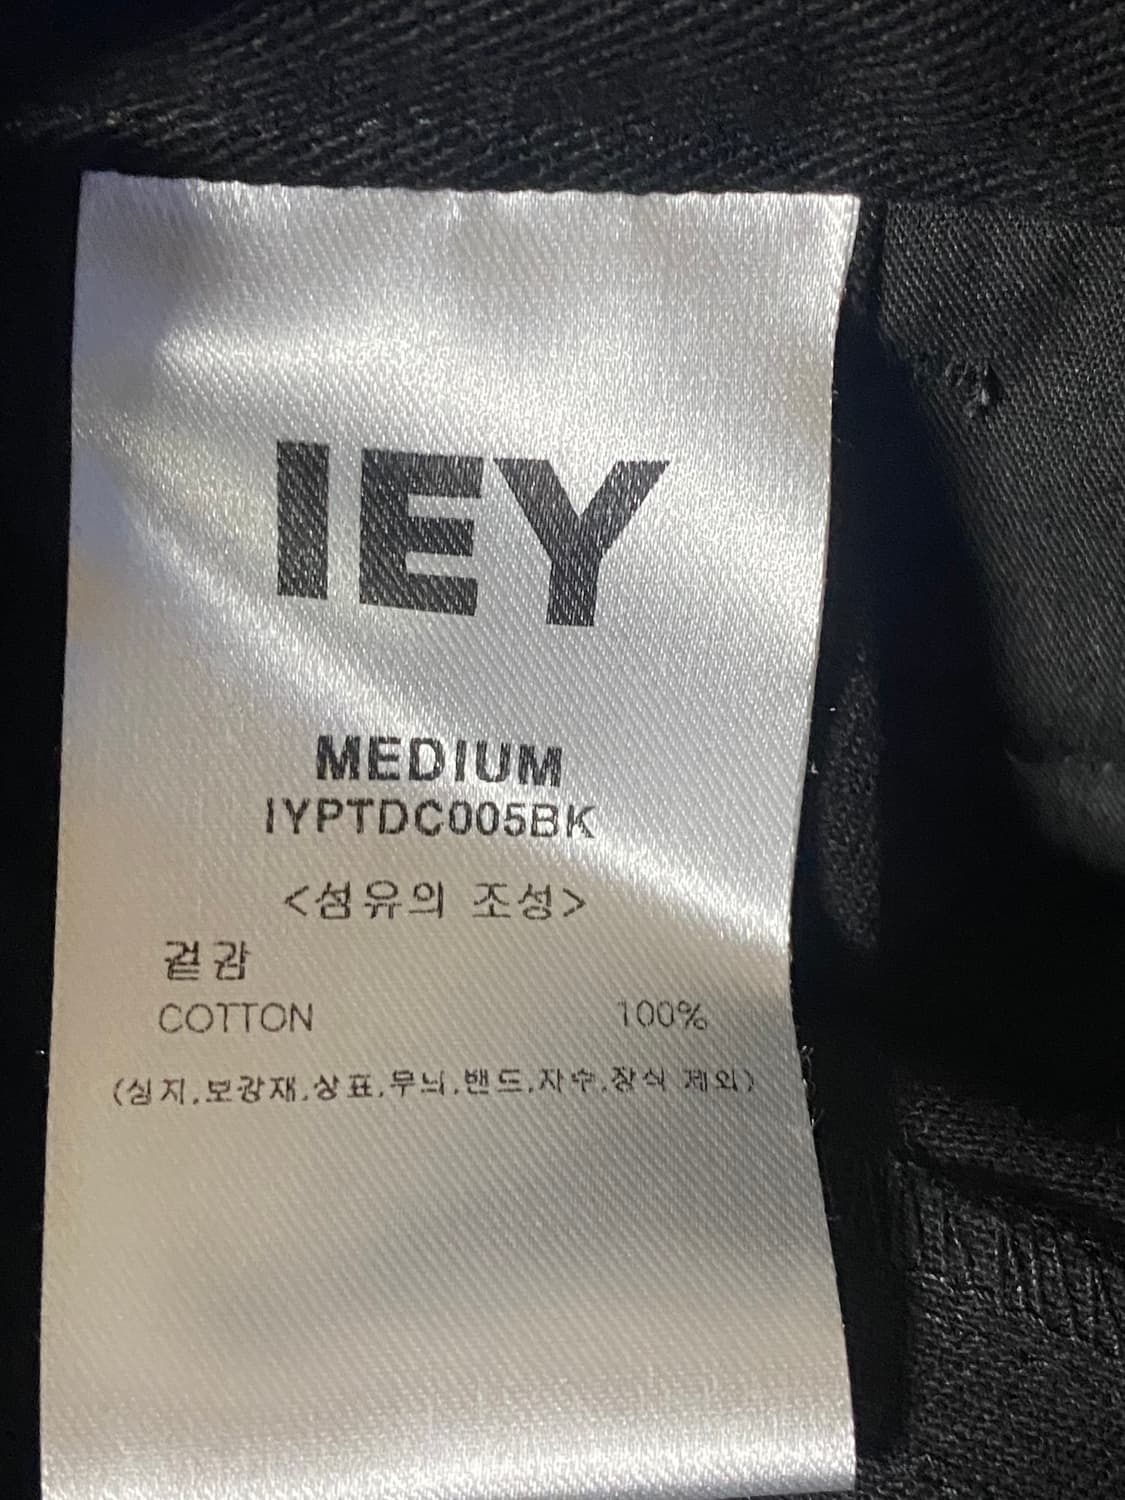 IEY
MEDIUM
IYPTDC005BK
<섬유의 조성>
겉감
COTTON 100%
(심지,보강재,상표,무늬,밴드,자수,장식 제외)